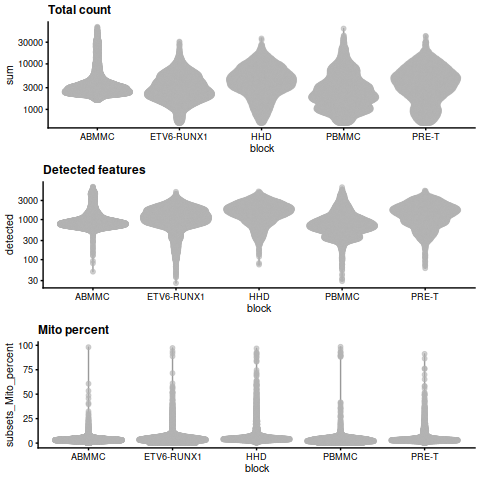 Total count
sum
30000
10000
3000
1000
ABMMC ETV6-RUNX1 HHD PBMMC PRE-T
block
Detected features
detected
3000
1000
300
100
30
ABMMC ETV6-RUNX1 HHD PBMMC PRE-T
block
Mito percent
subsets_Mito_percent
100
75
50
25
0
ABMMC ETV6-RUNX1 HHD PBMMC PRE-T
block